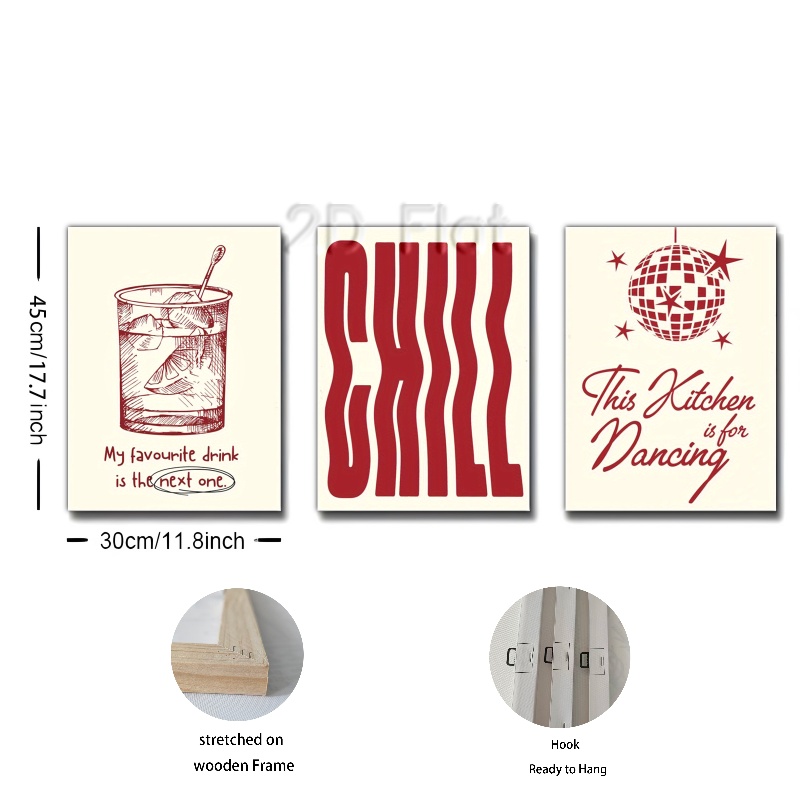 2D Flat
45cm/17.7inch
CHILL
My favourite drink
is the next one.
This Kitchen
is for
Dancing
30cm/11.8inch
stretched on
wooden Frame
Hook
Ready to Hang